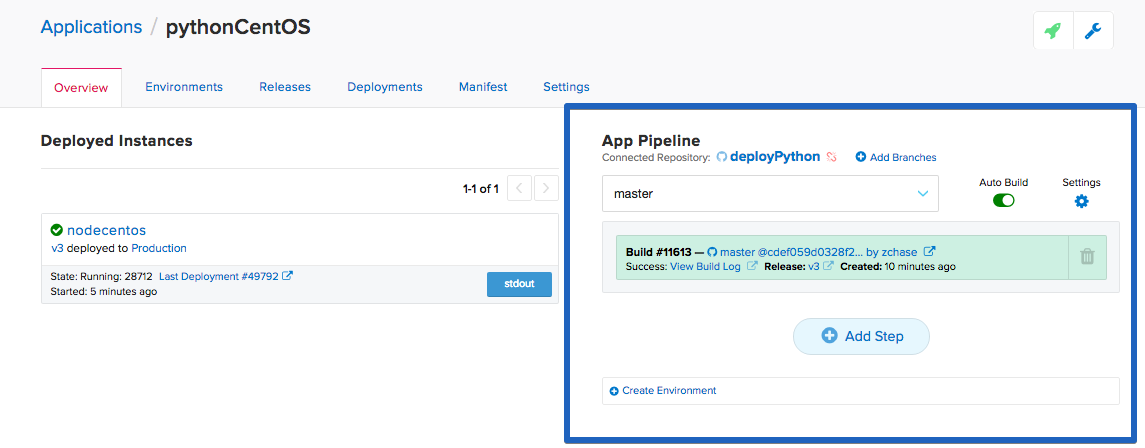 Applications / pythonCentOS
Overview
Environments
Releases
Deployments
Manifest
Settings
Deployed Instances
1-1 of 1
nodecentos
v3 deployed to Production
State: Running: 28712 Last Deployment #49792
Started: 5 minutes ago
stdout
App Pipeline
Connected Repository: deployPython Add Branches
master
Auto Build
Settings
Build #11613 — master @cdef059d0328f2... by zchase
Success: View Build Log Release: v3 Created: 10 minutes ago
Add Step
Create Environment